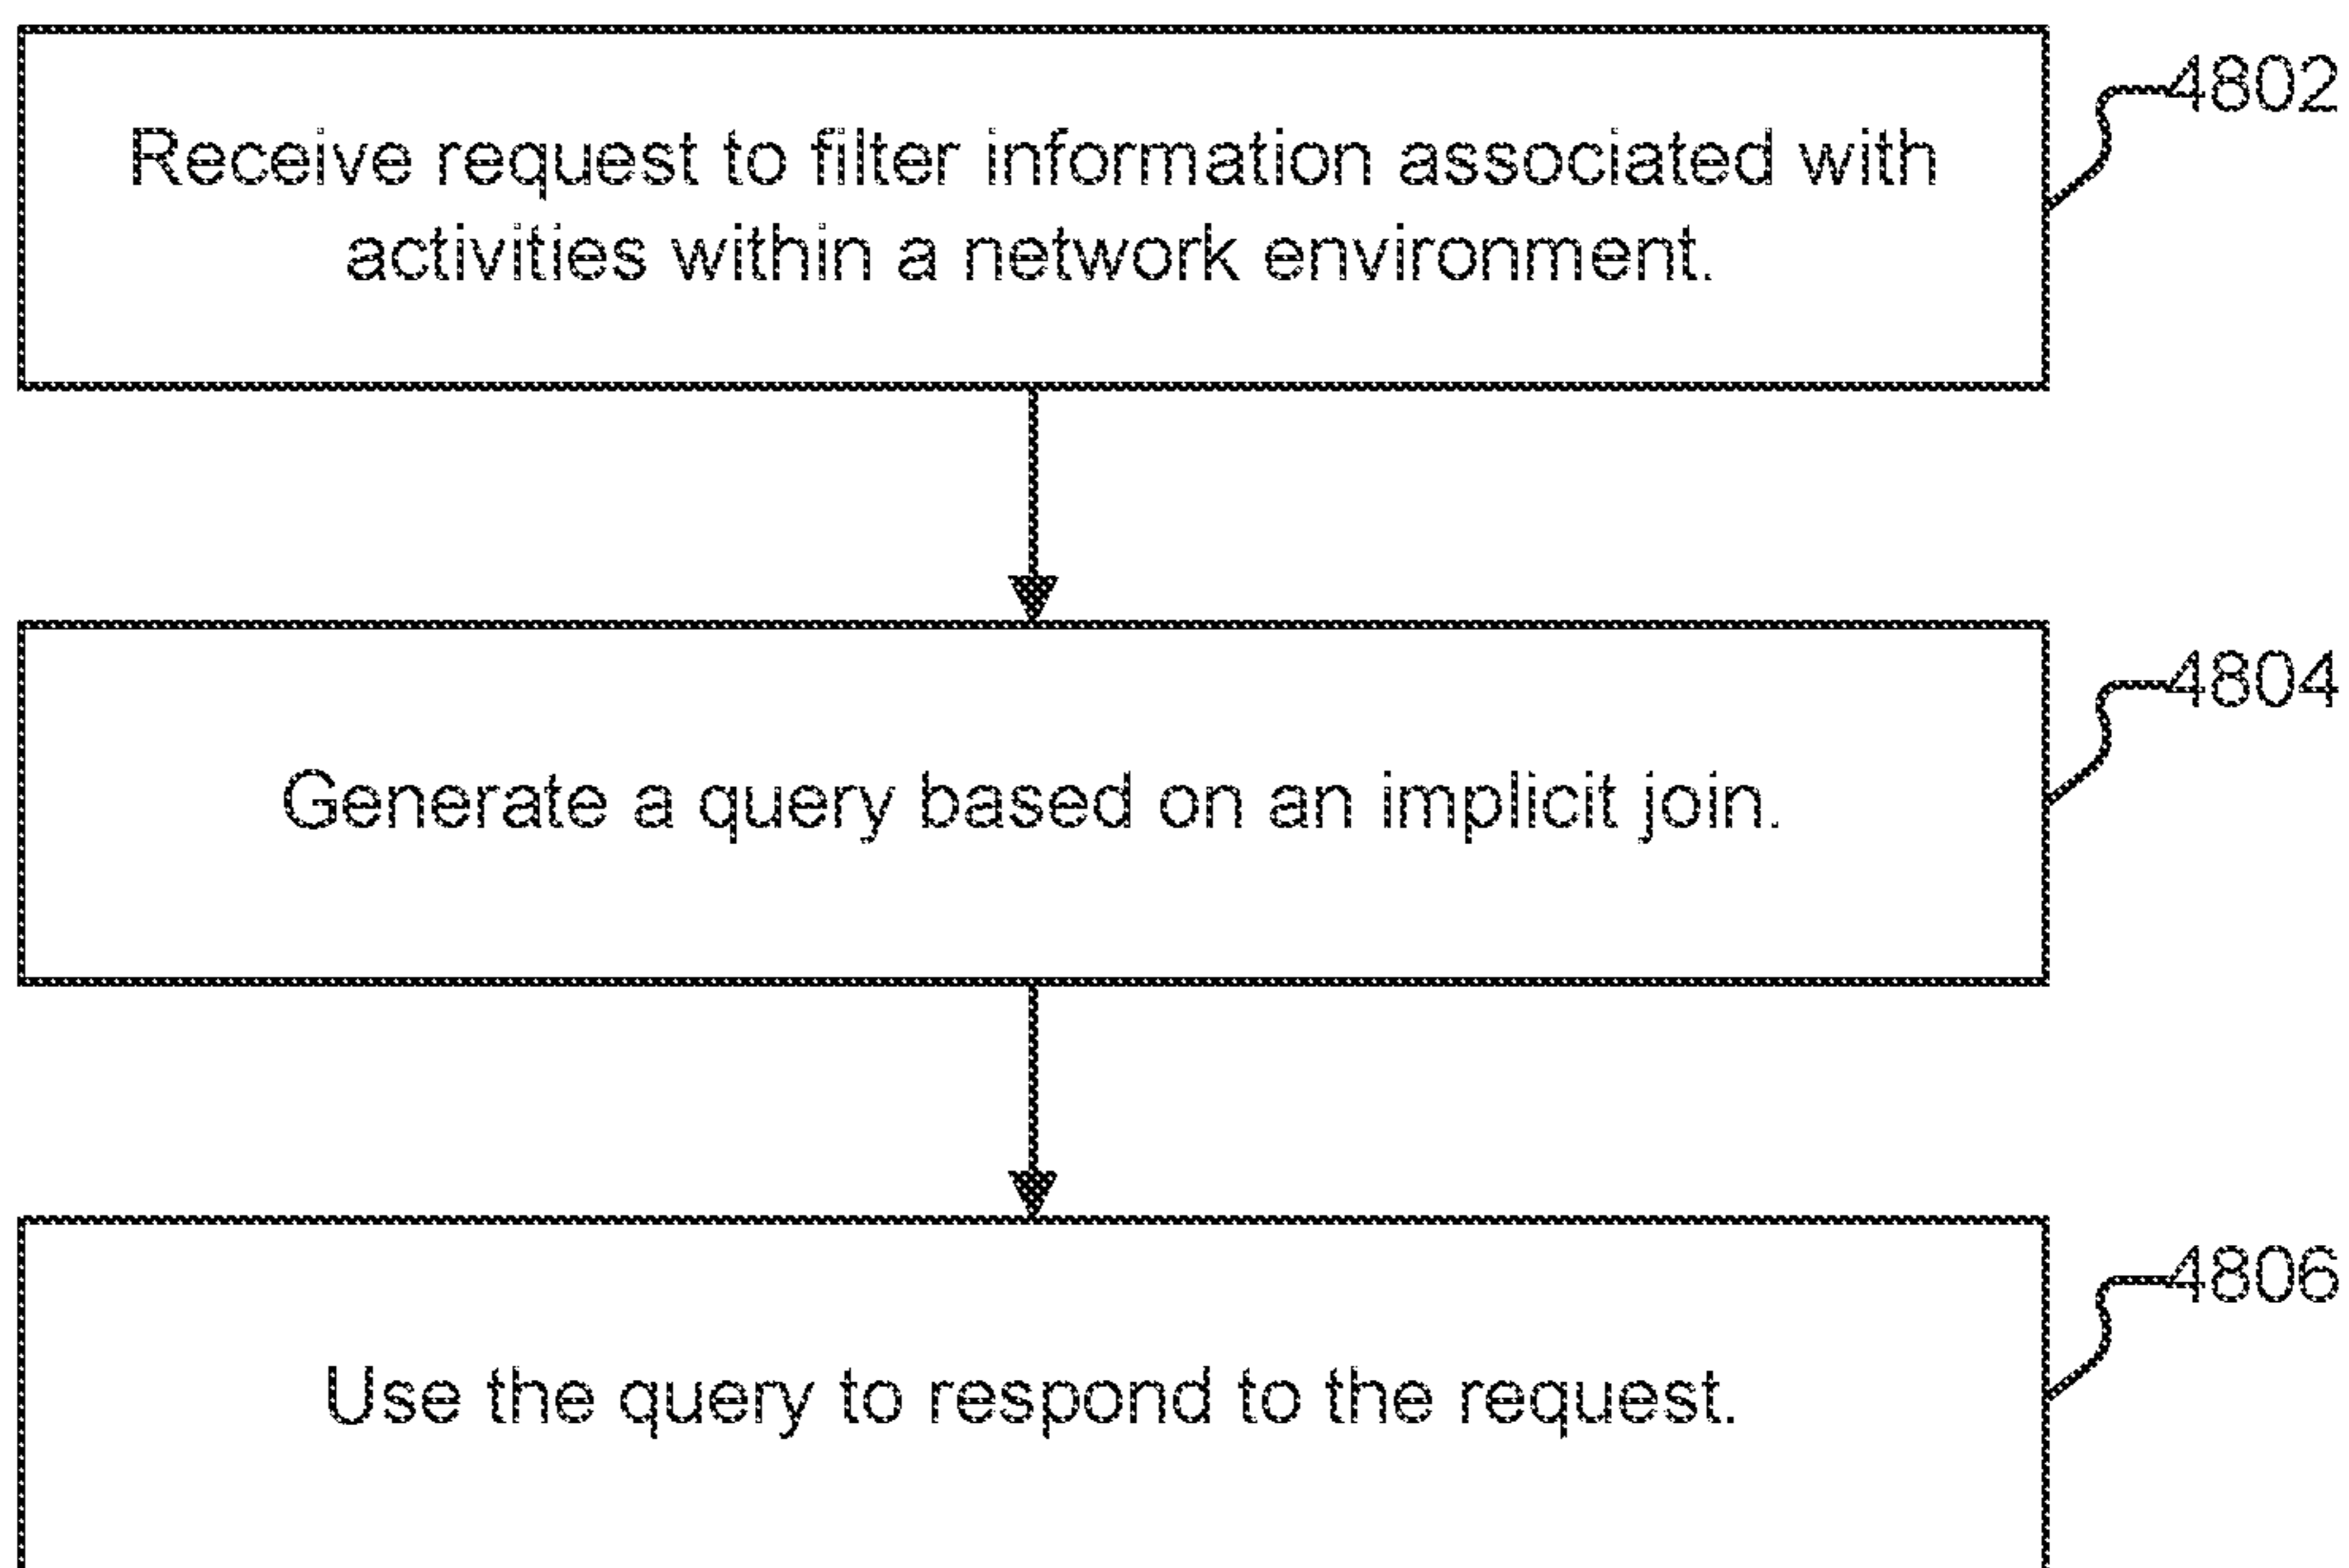 4802
Receive request to filter information associated with
activities within a network environment.
4804
Generate a query based on an implicit join.
4806
Use the query to respond to the request.